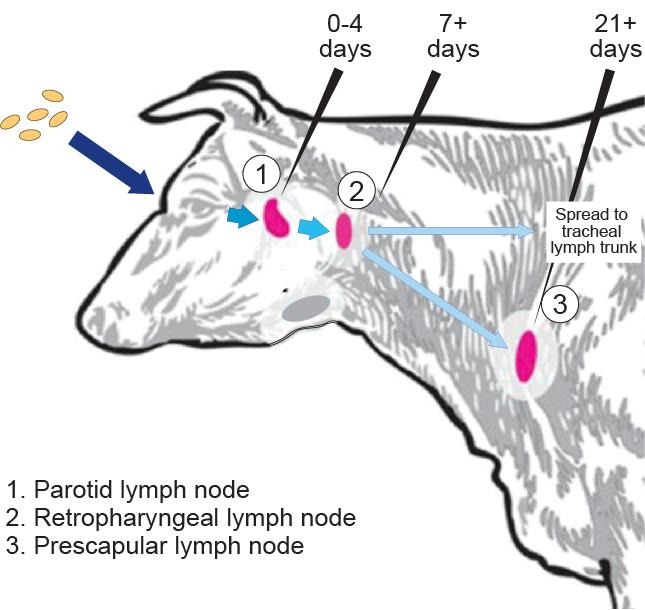 0-4
days
7+
days
21+
days
1
2
Spread to
tracheal
lymph trunk
3
1. Parotid lymph node
2. Retropharyngeal lymph node
3. Prescapular lymph node